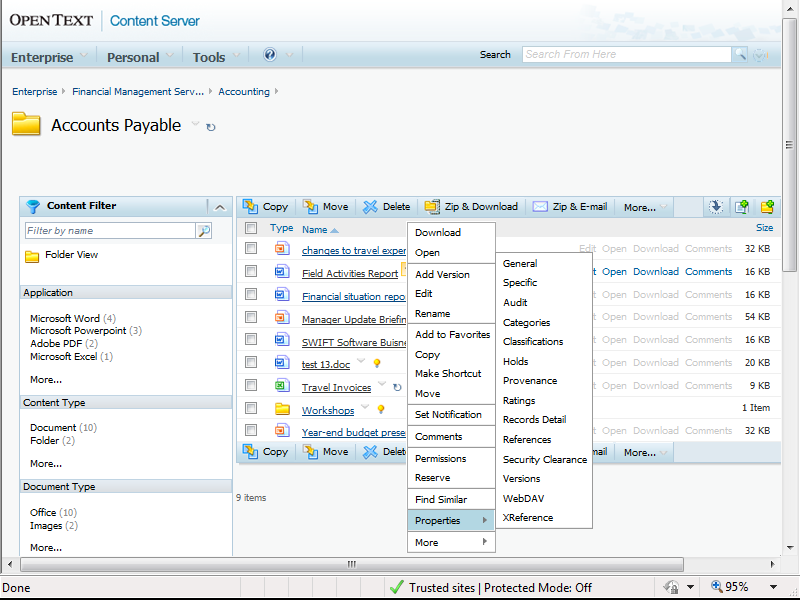 OPEN TEXT Content Server
Enterprise Personal Tools ? Search Search From Here
Enterprise Financial Management Serv... Accounting
Accounts Payable
Content Filter
Filter by name
Folder View
Application
Microsoft Word (4)
Microsoft Powerpoint (3)
Adobe PDF (2)
Microsoft Excel (1)
More...
Content Type
Document (10)
Folder (2)
More...
Document Type
Office (10)
Images (2)
More...
Copy Move Delete Zip & Download Zip & E-mail More...
Type Name Size
changes to travel exper Edit Open Download Comments 32 KB
Field Activities Report Open Download Comments 16 KB
Financial situation repo Open Download Comments 16 KB
Manager Update Briefin Open Download Comments 54 KB
SWIFT Software Buisne Open Download Comments 16 KB
test 13.doc Open Download Comments 20 KB
Travel Invoices Open Download Comments 9 KB
Workshops 1 Item
Year-end budget prese Open Download Comments 32 KB
Copy Move Delet mail More...
9 items
Download
Open
Add Version
Edit
Rename
Add to Favorites
Copy
Make Shortcut
Move
Set Notification
Comments
Permissions
Reserve
Find Similar
Properties
More
General
Specific
Audit
Categories
Classifications
Holds
Provenance
Ratings
Records Detail
References
Security Clearance
Versions
WebDAV
XReference
Done Trusted sites | Protected Mode: Off 95%